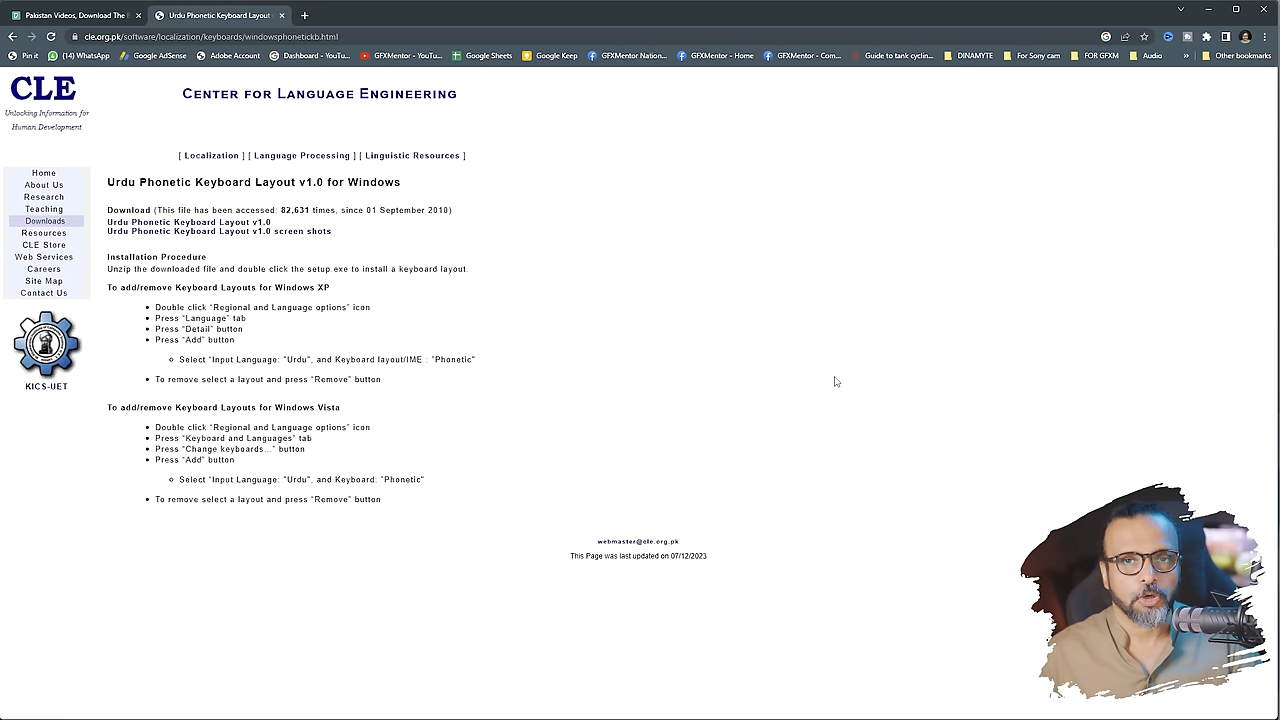 Pakistan Videos, Download The B
Urdu Phonetic Keyboard Layout
cle.org.pk/software/localization/keyboards/windowsphonetickb.html
Pin it
(14) WhatsApp
Google AdSense
Adobe Account
Dashboard - YouTu...
GFXMentor - YouTu...
Google Sheets
Google Keep
GFXMentor Nation...
GFXMentor - Home
GFXMentor - Com...
Guide to tank cyclin...
DINAMYTE
For Sony cam
FOR GFXM
Audio
»
Other bookmarks
CLE
Unlocking Information for
Human Development
CENTER FOR LANGUAGE ENGINEERING
[ Localization ] [ Language Processing ] [ Linguistic Resources ]
Home
About Us
Research
Teaching
Downloads
Resources
CLE Store
Web Services
Careers
Site Map
Contact Us
KICS-UET
Urdu Phonetic Keyboard Layout v1.0 for Windows
Download (This file has been accessed: 82,631 times, since 01 September 2010)
Urdu Phonetic Keyboard Layout v1.0
Urdu Phonetic Keyboard Layout v1.0 screen shots
Installation Procedure
Unzip the downloaded file and double click the setup.exe to install a keyboard layout.
To add/remove Keyboard Layouts for Windows XP
Double click "Regional and Language options" icon
Press "Language" tab
Press "Detail" button
Press "Add" button
Select "Input Language: "Urdu", and Keyboard layout/IME : "Phonetic"
To remove select a layout and press "Remove" button
To add/remove Keyboard Layouts for Windows Vista
Double click "Regional and Language options" icon
Press "Keyboard and Languages" tab
Press "Change keyboards..." button
Press "Add" button
Select "Input Language: "Urdu", and Keyboard: "Phonetic"
To remove select a layout and press "Remove" button
webmaster@cle.org.pk
This Page was last updated on 07/12/2023